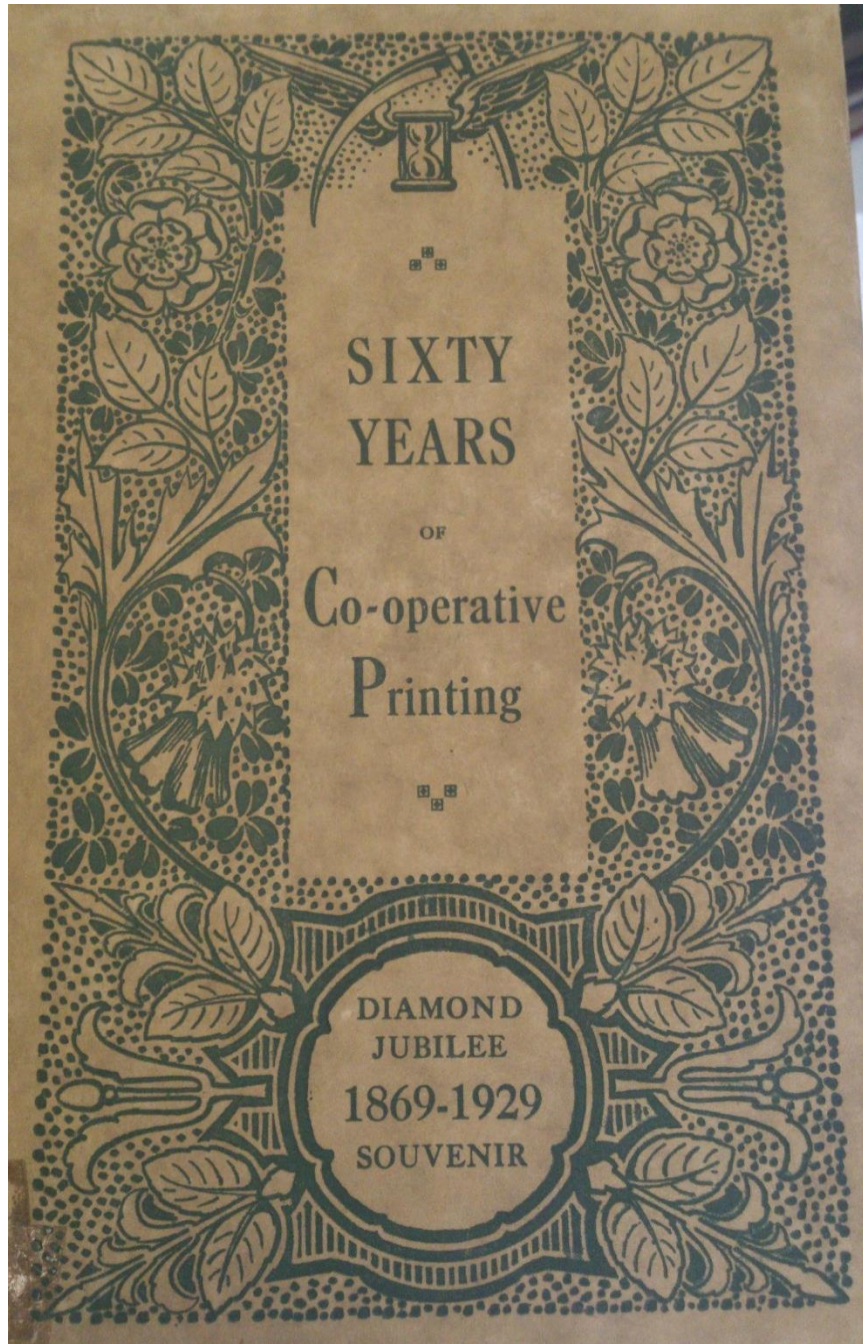 SIXTY
YEARS
OF
Co-operative
Printing
DIAMOND
JUBILEE
1869-1929
SOUVENIR